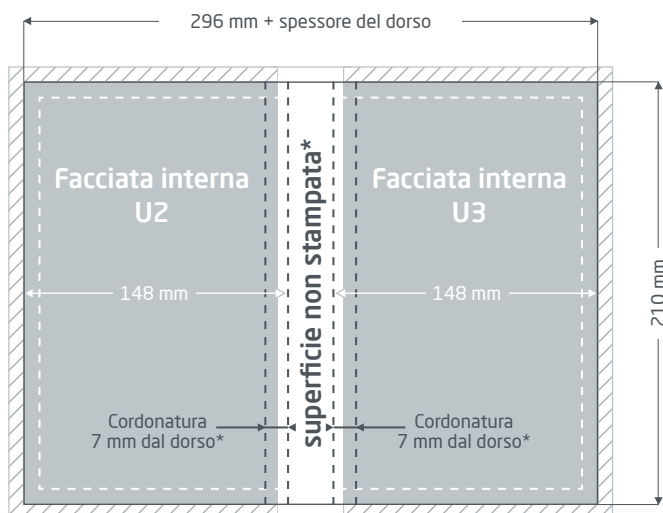 296 mm + spessore del dorso
Facciata interna
U2
superficie non stampata*
Facciata interna
U3
148 mm
148 mm
210 mm
Cordonatura
7 mm dal dorso*
Cordonatura
7 mm dal dorso*